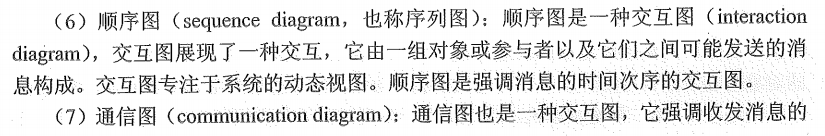 （6）顺序图（sequence diagram，也称序列图）：顺序图是一种交互图（interaction
diagram），交互图展现了一种交互，它由一组对象或参与者以及它们之间可能发送的消
息构成。交互图专注于系统的动态视图。顺序图是强调消息的时间次序的交互图。
（7）通信图（communication diagram）：通信图也是一种交互图，它强调收发消息的